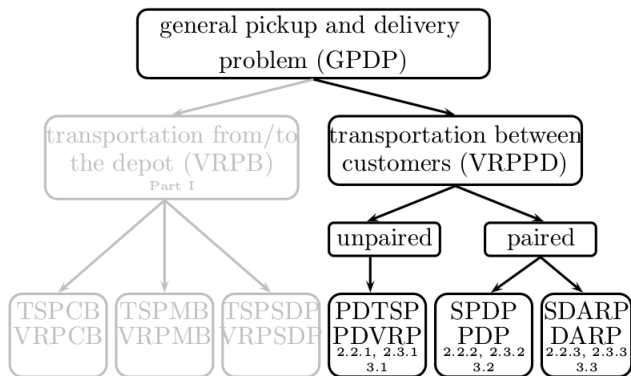 general pickup and delivery
problem (GPDP)
transportation from/to
the depot (VRPB)
Part I
transportation between
customers (VRPPD)
unpaired
paired
TSPCB
VRPCB
TSPMB
VRPMB
TSPSDP
VRPSDP
PDTSP
PDVRP
2.2.1, 2.3.1
3.1
SPDP
PDP
2.2.2, 2.3.2
3.2
SDARP
DARP
2.2.3, 2.3.3
3.3